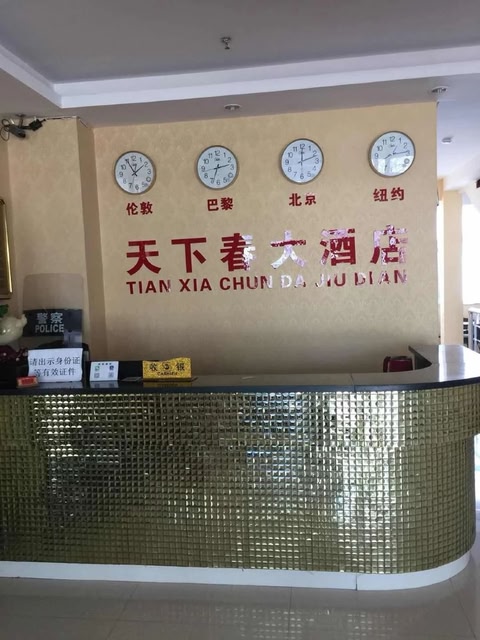 伦敦 巴黎 北京 纽约
天下春大酒店
TIAN XIA CHUN DA JIU DIAN
警察
POLICE
请出示身份证
等有效证件
收银